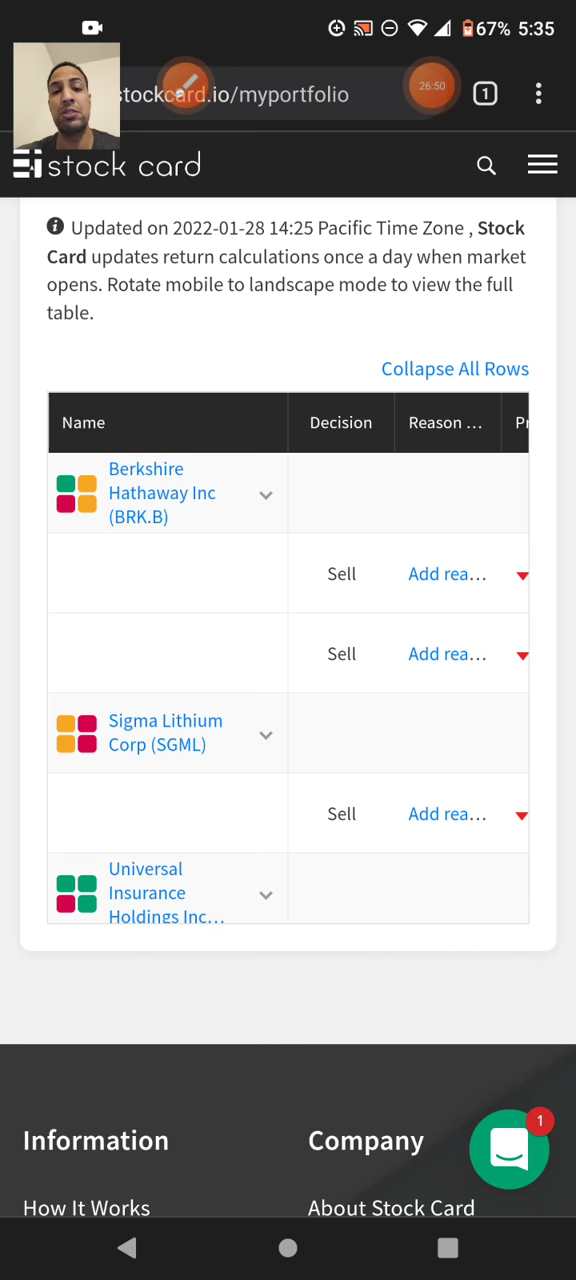 67% 5:35
stockcard.io/myportfolio
26:50
1
stock card
Updated on 2022-01-28 14:25 Pacific Time Zone , Stock
Card updates return calculations once a day when market
opens. Rotate mobile to landscape mode to view the full
table.
Collapse All Rows
Name Decision Reason ... Pr
Berkshire
Hathaway Inc
(BRK.B)
Sell Add rea...
Sell Add rea...
Sigma Lithium
Corp (SGML)
Sell Add rea...
Universal
Insurance
Holdings Inc...
Information Company
1
How It Works About Stock Card